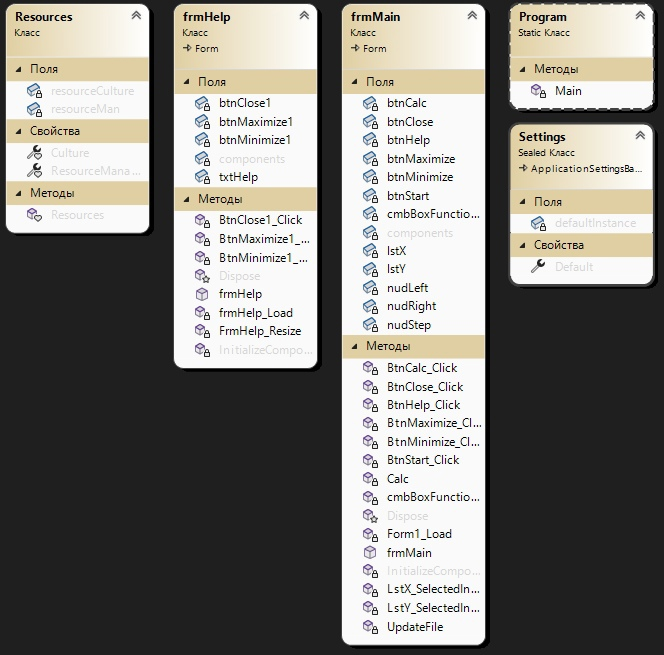 Resources
Класс
Поля
resourceCulture
resourceMan
Свойства
Culture
ResourceMana...
Методы
Resources
frmHelp
Класс
Form
Поля
btnClose1
btnMaximize1
btnMinimize1
components
txtHelp
Методы
BtnClose1_Click
BtnMaximize1_...
BtnMinimize1_...
Dispose
frmHelp
frmHelp_Load
FrmHelp_Resize
InitializeCompo...
frmMain
Класс
Form
Поля
btnCalc
btnClose
btnHelp
btnMaximize
btnMinimize
btnStart
cmbBoxFunctio...
components
lstX
lstY
nudLeft
nudRight
nudStep
Методы
BtnCalc_Click
BtnClose_Click
BtnHelp_Click
BtnMaximize_Cl...
BtnMinimize_Cl...
BtnStart_Click
Calc
cmbBoxFunctio...
Dispose
Form1_Load
frmMain
InitializeCompo...
LstX_SelectedIn...
LstY_SelectedIn...
UpdateFile
Program
Static Класс
Методы
Main
Settings
Sealed Класс
ApplicationSettingsBa...
Поля
defaultInstance
Свойства
Default